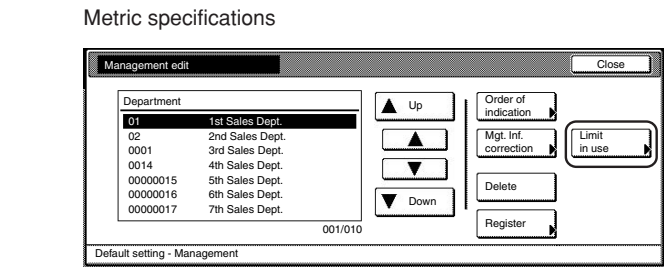 Metric specifications
Management edit
Close
Department
01 1st Sales Dept.
02 2nd Sales Dept.
0001 3rd Sales Dept.
0014 4th Sales Dept.
00000015 5th Sales Dept.
00000016 6th Sales Dept.
00000017 7th Sales Dept.
001/010
Up
Down
Order of
indication
Mgt. Inf.
correction
Delete
Register
Limit
in use
Default setting - Management